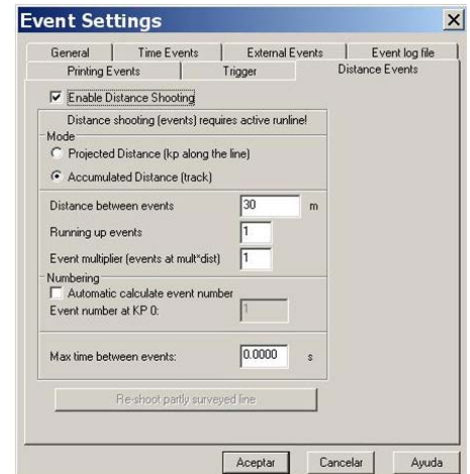 Event Settings
General Time Events External Events Event log file
Printing Events Trigger Distance Events
Enable Distance Shooting
Distance shooting (events) requires active runline!
Mode
Projected Distance (kp along the line)
Accumulated Distance (track)
Distance between events 30 m
Running up events 1
Event multiplier (events at mult*dist) 1
Numbering
Automatic calculate event number
Event number at KP 0: 1
Max time between events: 0.0000 s
Re-shoot partly surveyed line
Aceptar Cancelar Ayuda